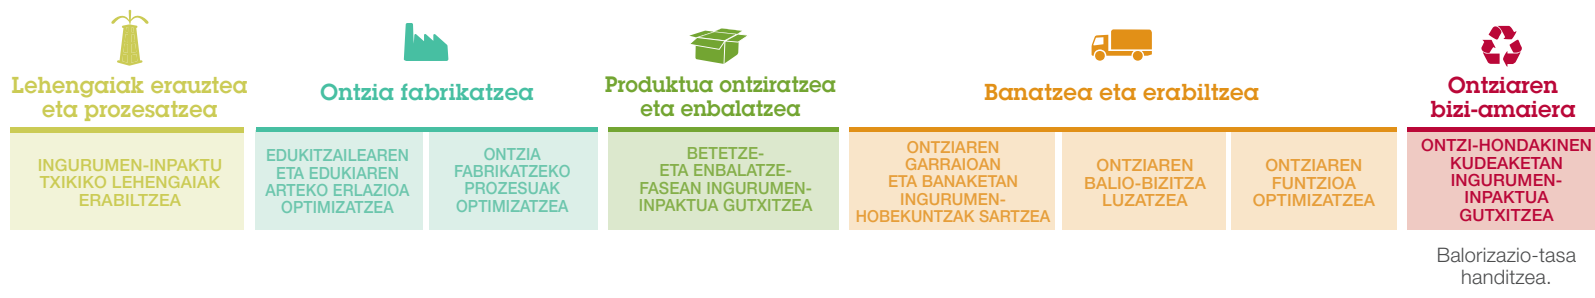 Lehengaiak erauztea
eta prozesatzea
Ontzia fabrikatzea
Produktua ontziratzea
eta enbalatzea
Banatzea eta erabiltzea
Ontziaren
bizi-amaiera
INGURUMEN-INPAKTU
TXIKIKO LEHENGAIAK
ERABILTZEA
EDUKITZAILEAREN
ETA EDUKIAREN
ARTEKO ERLAZIOA
OPTIMIZATZEA
ONTZIA
FABRIKATZEKO
PROZESUAK
OPTIMIZATZEA
BETETZE-
ETA ENBALATZE-
FASEAN INGURUMEN-
INPAKTUA GUTXITZEA
ONTZIAREN
GARRAIOAN
ETA BANAKETAN
INGURUMEN-
HOBEKUNTZAK SARTZEA
ONTZIAREN
BALIO-BIZITZA
LUZATZEA
ONTZIAREN
FUNTZIOA
OPTIMIZATZEA
ONTZI-HONDAKINEN
KUDEAKETAN
INGURUMEN-
INPAKTUA
GUTXITZEA
Balorizazio-tasa
handitzea.